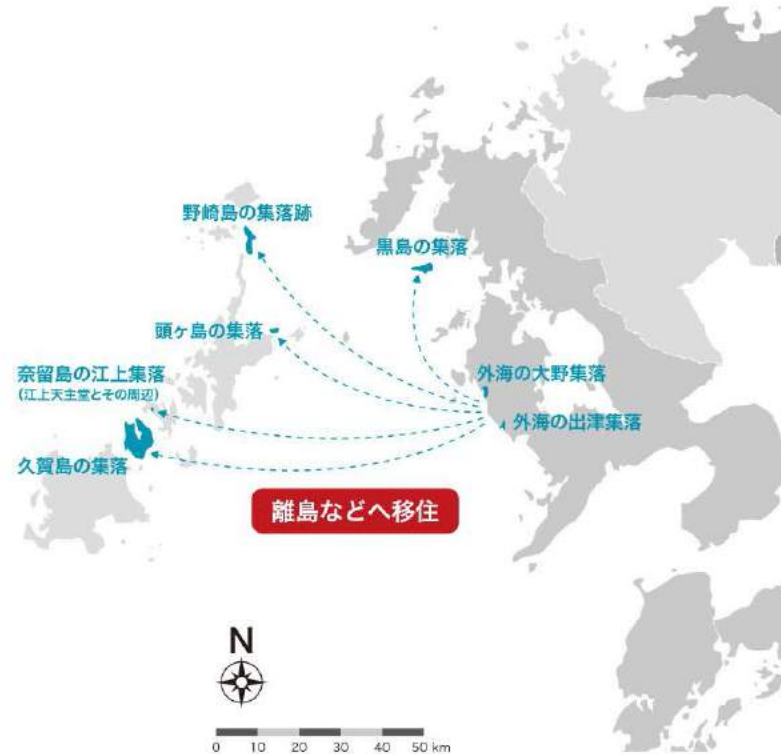 野崎島の集落跡
黒島の集落
頭ヶ島の集落
奈留島の江上集落
(江上天主堂とその周辺)
外海の大野集落
外海の出津集落
久賀島の集落
離島などへ移住
N
0 10 20 30 40 50 km